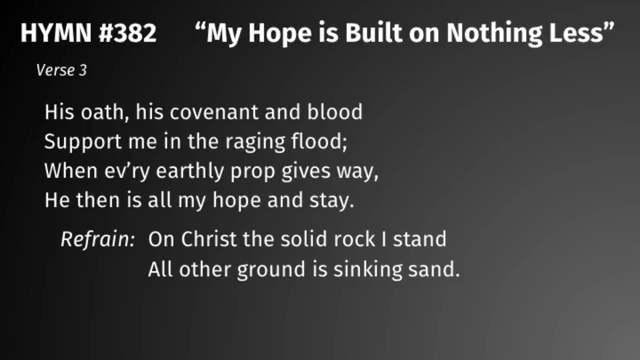 HYMN #382 “My Hope is Built on Nothing Less”
Verse 3
His oath, his covenant and blood
Support me in the raging flood;
When ev’ry earthly prop gives way,
He then is all my hope and stay.
Refrain: On Christ the solid rock I stand
All other ground is sinking sand.